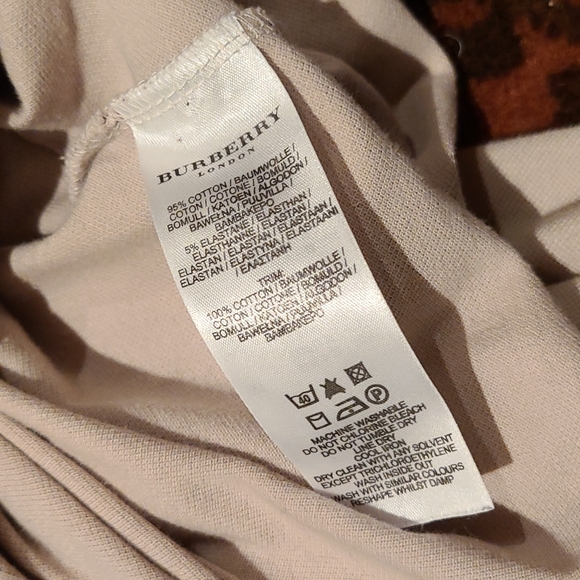 BURBERRY
LONDON
95% COTTON / BAUMWOLLE /
COTON / COTONE / BOMULD /
BOMULL / KATOEN / ALGODON /
BAWEŁNA / PUUVILLA /
ΒΑΜΒΑΚΕΡΟ
5% ELASTANE / ELASTHAN /
ELASTHANNE / ELASTAN /
ELASTAN / ELASTAN / ELASTAAN /
ELASTAN / ELASTYNA / ELASTAANI
/ ΕΛΑΣΤΑΝΗ
TRIM:
100% COTTON / BAUMWOLLE /
COTON / COTONE / BOMULD /
BOMULL / KATOEN / ALGODON /
BAWEŁNA / PUUVILLA /
ΒΑΜΒΑΚΕΡΟ
40
P
MACHINE WASHABLE
DO NOT CHLORINE BLEACH
DO NOT TUMBLE DRY
LINE DRY
COOL IRON
DRY CLEAN WITH ANY SOLVENT
EXCEPT TRICHLOROETHYLENE
WASH INSIDE OUT
WASH WITH SIMILAR COLOURS
RESHAPE WHILST DAMP